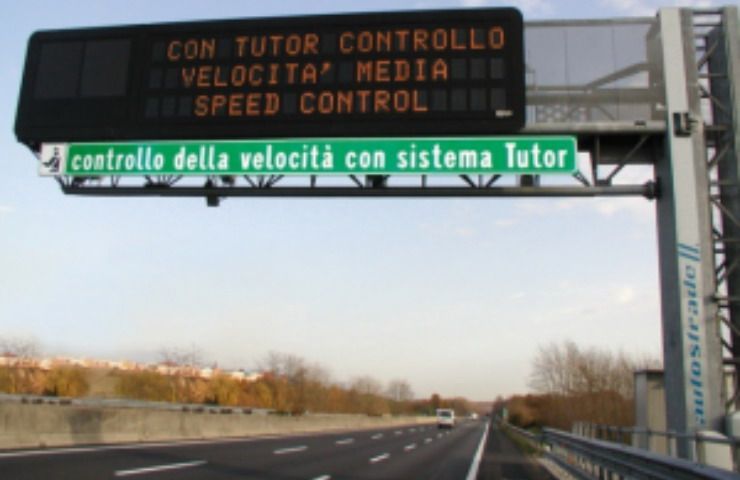 CON TUTOR CONTROLLO
VELOCITA' MEDIA
SPEED CONTROL
controllo della velocità con sistema Tutor
autostrade